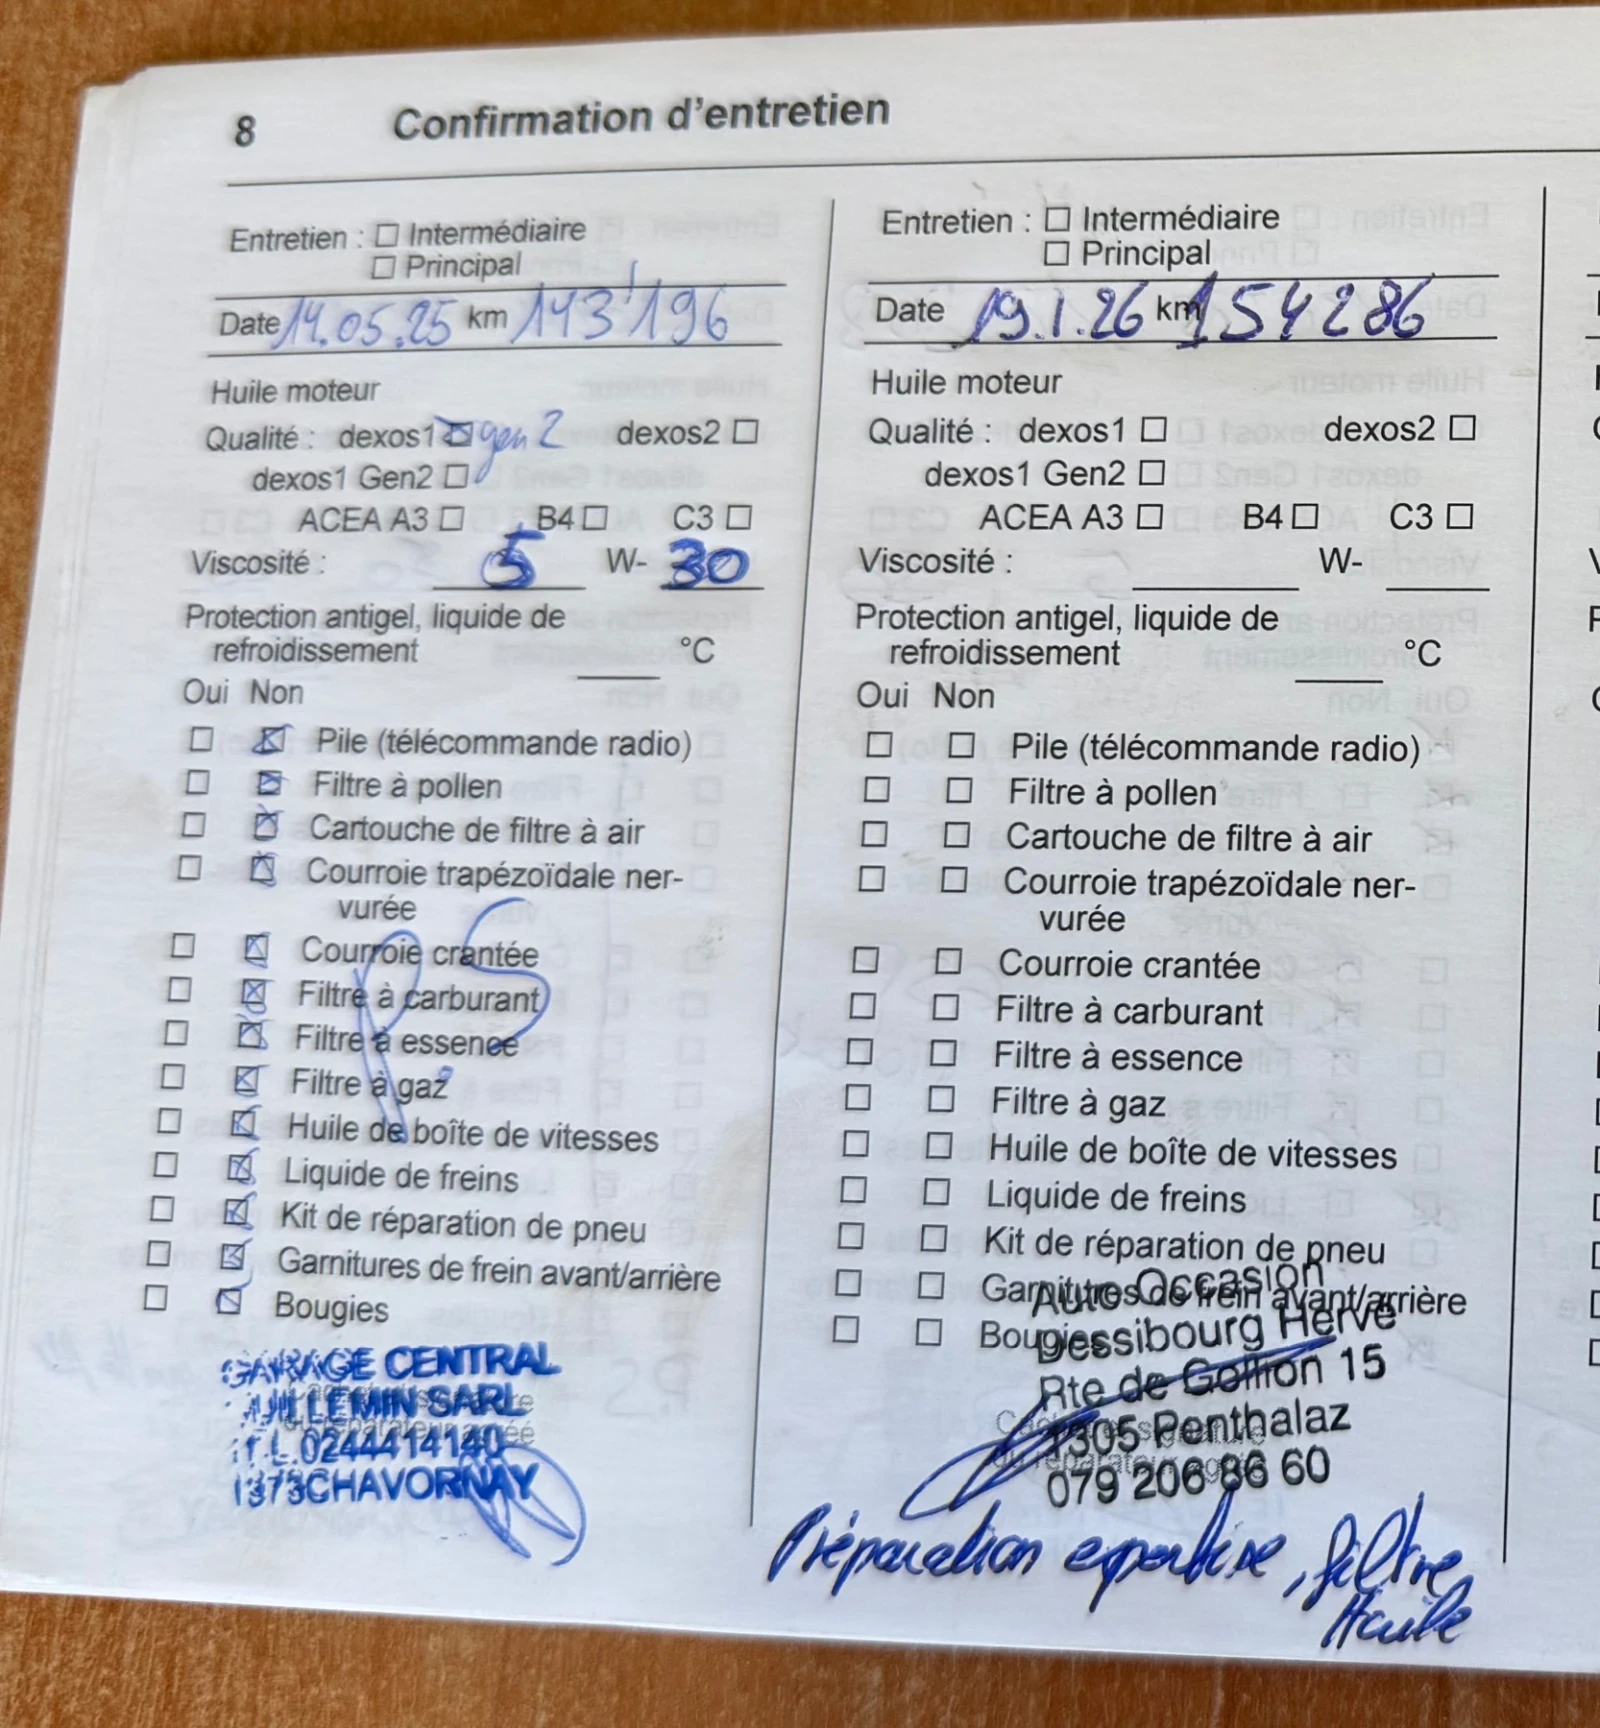 8 Confirmation d'entretien
Entretien : ☐ Intermédiaire
☐ Principal
Date 14.05.25 km 143'196
Huile moteur
Qualité : dexos1 ☒ gen 2 dexos2 ☐
dexos1 Gen2 ☐
ACEA A3 ☐ B4 ☐ C3 ☐
Viscosité : 5 W- 30
Protection antigel, liquide de
refroidissement °C
Oui Non
☐ ☒ Pile (télécommande radio)
☐ ☒ Filtre à pollen
☐ ☒ Cartouche de filtre à air
☐ ☒ Courroie trapézoïdale ner-
vurée
☐ ☒ Courroie crantée
☐ ☒ Filtre à carburant
☐ ☒ Filtre à essence
☐ ☒ Filtre à gaz
☐ ☒ Huile de boîte de vitesses
☐ ☒ Liquide de freins
☐ ☒ Kit de réparation de pneu
☐ ☒ Garnitures de frein avant/arrière
☐ ☒ Bougies
P.S
GARAGE CENTRAL
SARL
0244414140
1373 CHAVORNAY
Entretien : ☐ Intermédiaire
☐ Principal
Date 19.1.26 km 154286
Huile moteur
Qualité : dexos1 ☐ dexos2 ☐
dexos1 Gen2 ☐
ACEA A3 ☐ B4 ☐ C3 ☐
Viscosité : W-
Protection antigel, liquide de
refroidissement °C
Oui Non
☐ ☐ Pile (télécommande radio)
☐ ☐ Filtre à pollen
☐ ☐ Cartouche de filtre à air
☐ ☐ Courroie trapézoïdale ner-
vurée
☐ ☐ Courroie crantée
☐ ☐ Filtre à carburant
☐ ☐ Filtre à essence
☐ ☐ Filtre à gaz
☐ ☐ Huile de boîte de vitesses
☐ ☐ Liquide de freins
☐ ☐ Kit de réparation de pneu
☐ ☐ Garnitures de frein avant/arrière
☐ ☐ Bougies
Auto Occasion
Dessibourg Hervé
Rte de Gollion 15
1305 Penthalaz
079 206 86 60
Préparation expertise, filtre
Huile